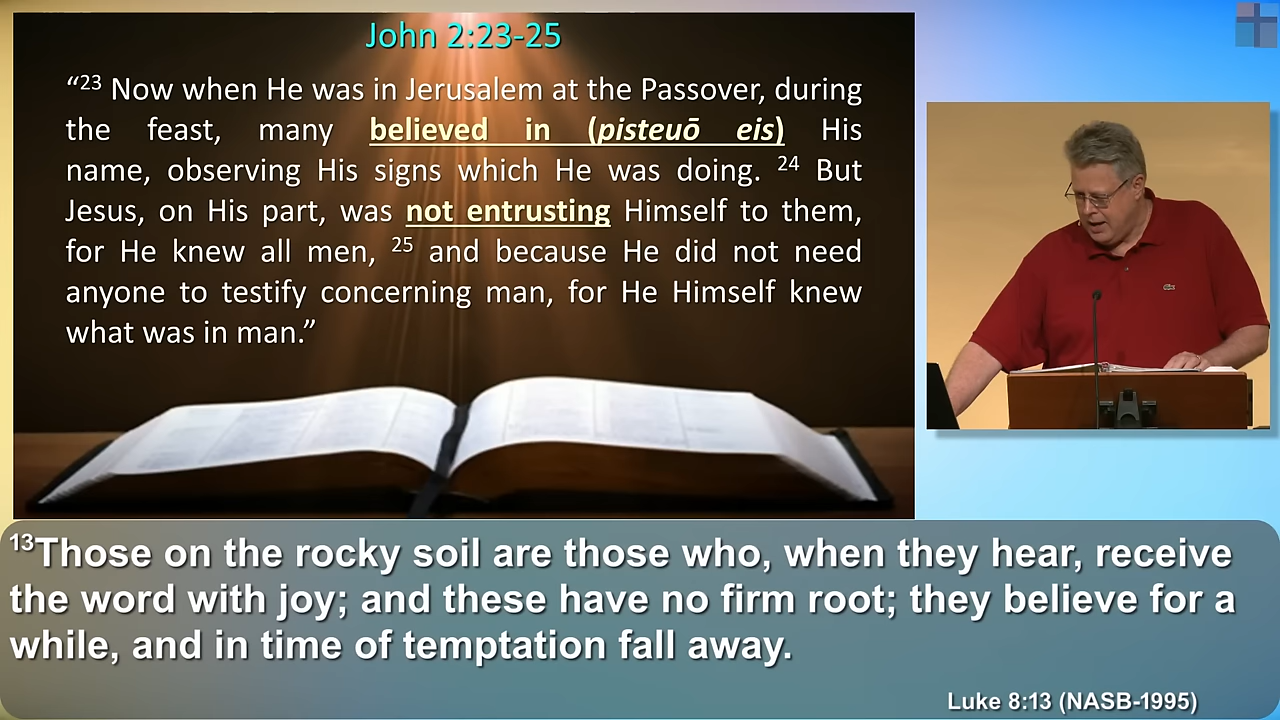 John 2:23-25
“23 Now when He was in Jerusalem at the Passover, during
the feast, many believed in (pisteuō eis) His
name, observing His signs which He was doing. 24 But
Jesus, on His part, was not entrusting Himself to them,
for He knew all men, 25 and because He did not need
anyone to testify concerning man, for He Himself knew
what was in man.”
13Those on the rocky soil are those who, when they hear, receive
the word with joy; and these have no firm root; they believe for a
while, and in time of temptation fall away.
Luke 8:13 (NASB-1995)